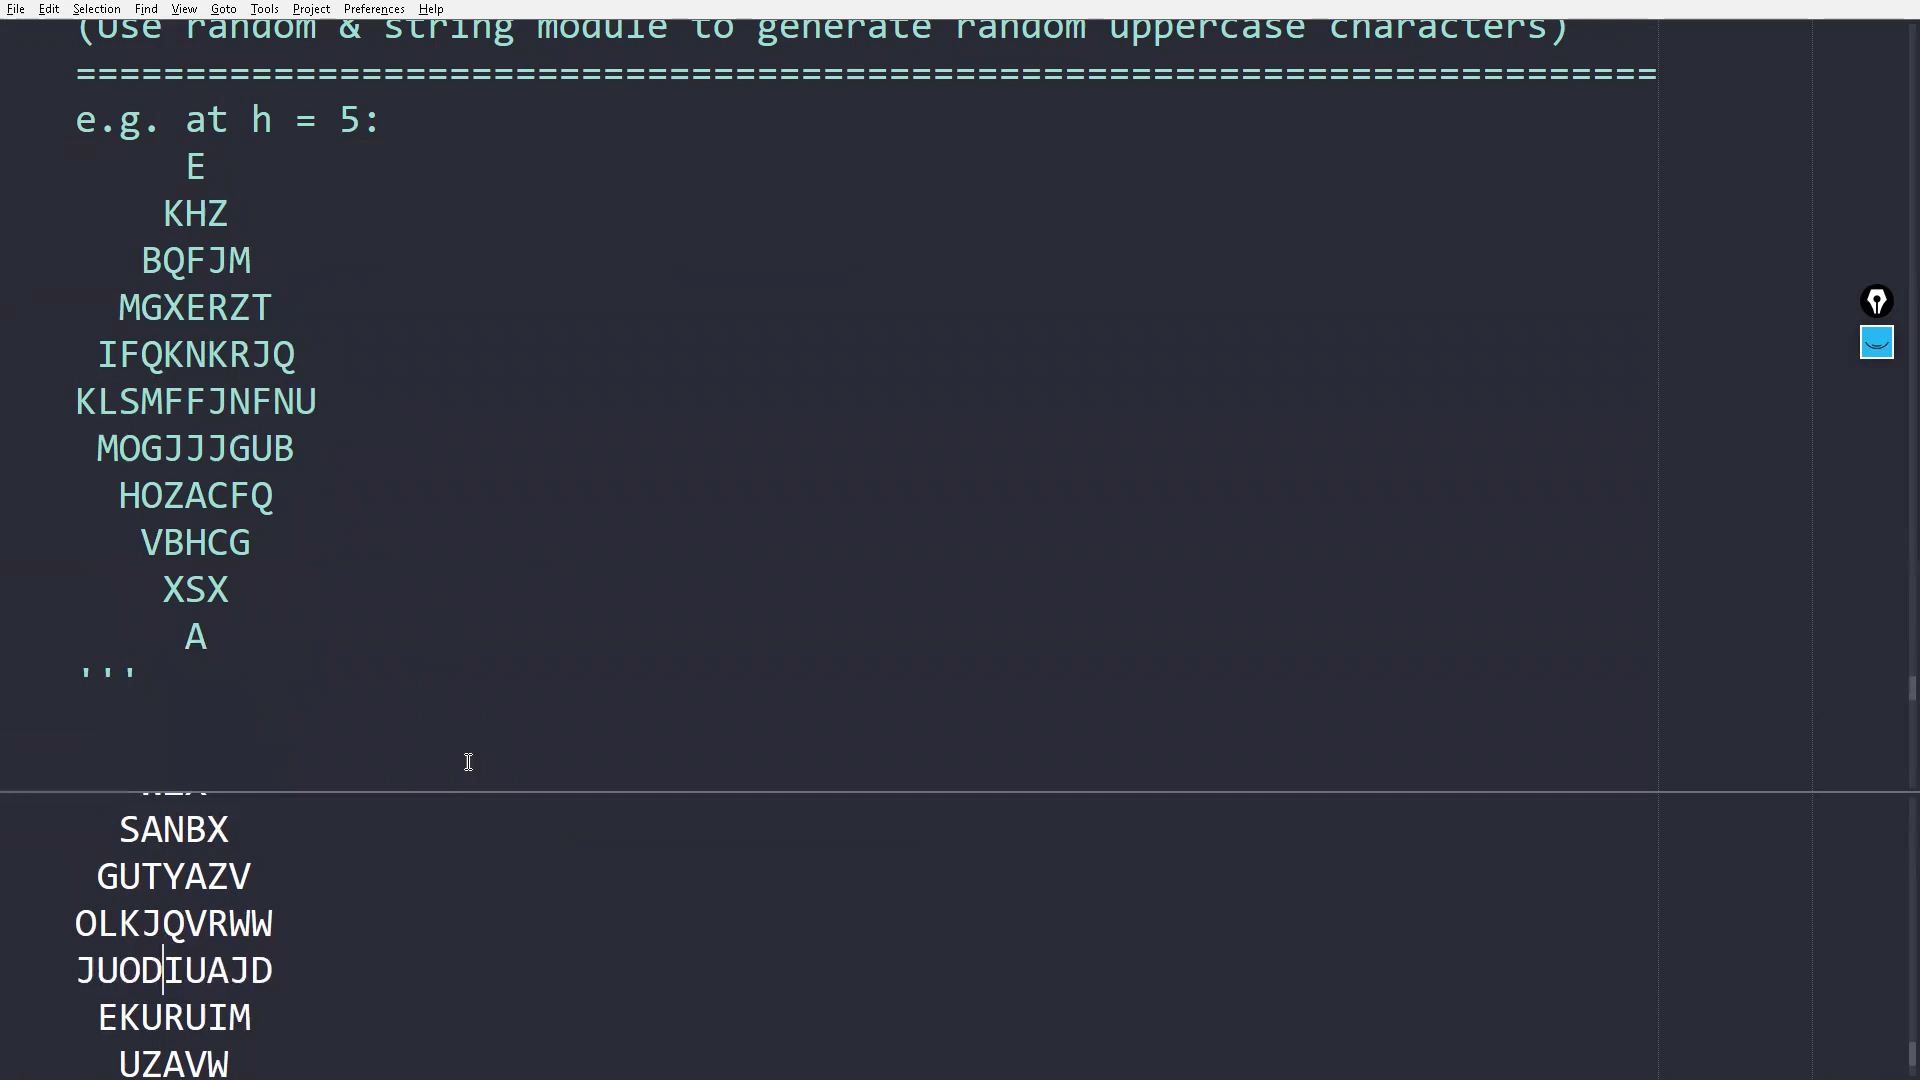 File Edit Selection Find View Goto Tools Project Preferences Help
(Use random & string module to generate random uppercase characters)
========================================================================
e.g. at h = 5:
     E
    KHZ
   BQFJM
  MGXERZT
 IFQKNKRJQ
KLSMFFJNFNU
 MOGJJJGUB
  HOZACFQ
   VBHCG
    XSX
     A
'''
  SANBX
 GUTYAZV
OLKJQVRWW
JUODIUAJD
 EKURUIM
  UZAVW